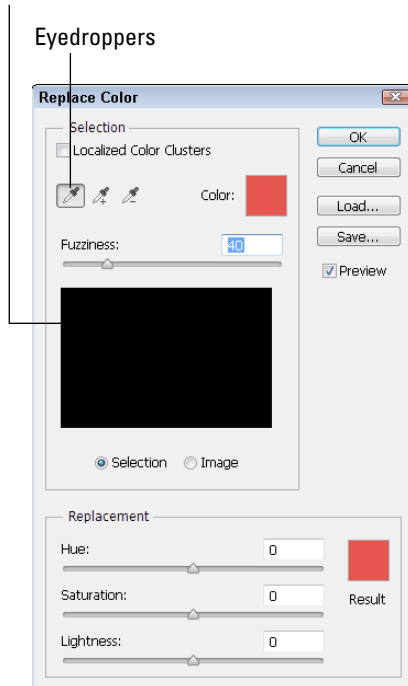 Eyedroppers
Replace Color
Selection
Localized Color Clusters
OK
Cancel
Color:
Load...
Save...
Fuzziness:
40
Preview
Selection
Image
Replacement
Hue:
0
Saturation:
0
Result
Lightness:
0